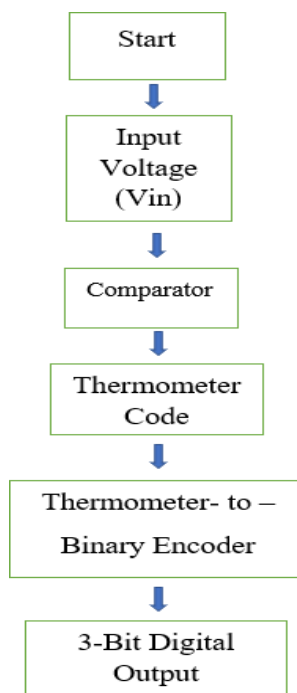 Start
Input
Voltage
(Vin)
Comparator
Thermometer
Code
Thermometer- to –
Binary Encoder
3-Bit Digital
Output